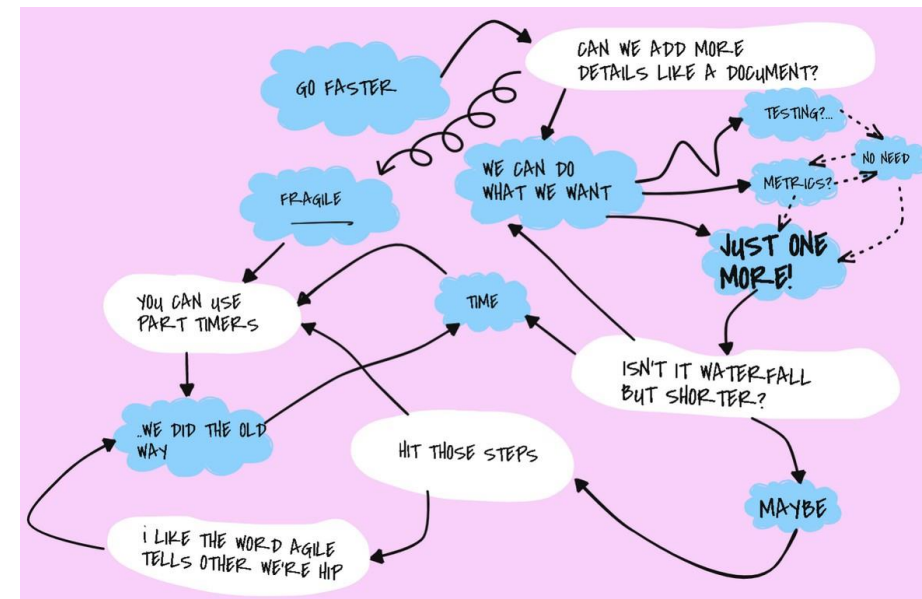 GO FASTER
CAN WE ADD MORE
DETAILS LIKE A DOCUMENT?
TESTING?...
NO NEED
WE CAN DO
WHAT WE WANT
METRICS?
FRAGILE
JUST ONE
MORE!
YOU CAN USE
PART TIMERS
TIME
ISN'T IT WATERFALL
BUT SHORTER?
..WE DID THE OLD
WAY
HIT THOSE STEPS
MAYBE
i LIKE THE WORD AGILE
TELLS OTHER WE'RE HIP